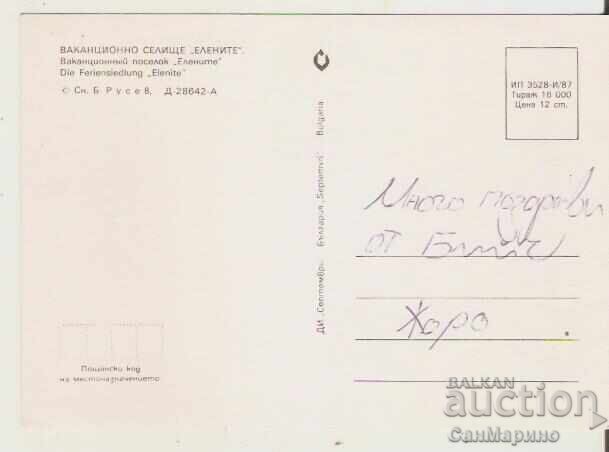 ВАКАНЦИОННО СЕЛИЩЕ „ЕЛЕНИТЕ".
Ваканционный поселок „Елените"
Die Feriensiedlung „Elenite"
© Сн. Б. Русев, Д-28642-А
ИП 3528-И/87
Тираж 16 000
Цена 12 ст.
ДИ „Септември" България „Septemvri" Bulgaria
Много поздрави
от
Жоро
Пощенски код
на местоназначението
BALKAN
auction
СанМарино